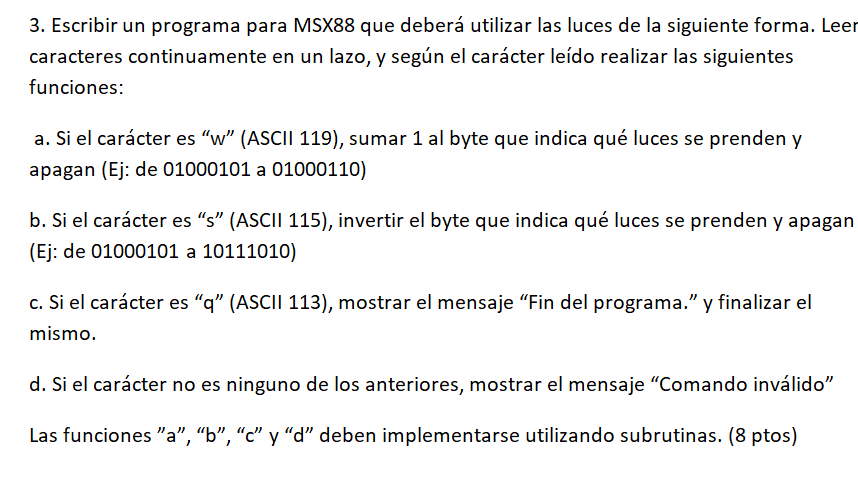 3. Escribir un programa para MSX88 que deberá utilizar las luces de la siguiente forma. Leer
caracteres continuamente en un lazo, y según el carácter leído realizar las siguientes
funciones:
a. Si el carácter es “w” (ASCII 119), sumar 1 al byte que indica qué luces se prenden y
apagan (Ej: de 01000101 a 01000110)
b. Si el carácter es “s” (ASCII 115), invertir el byte que indica qué luces se prenden y apagan
(Ej: de 01000101 a 10111010)
c. Si el carácter es “q” (ASCII 113), mostrar el mensaje “Fin del programa.” y finalizar el
mismo.
d. Si el carácter no es ninguno de los anteriores, mostrar el mensaje “Comando inválido”
Las funciones ”a”, “b”, “c” y “d” deben implementarse utilizando subrutinas. (8 ptos)